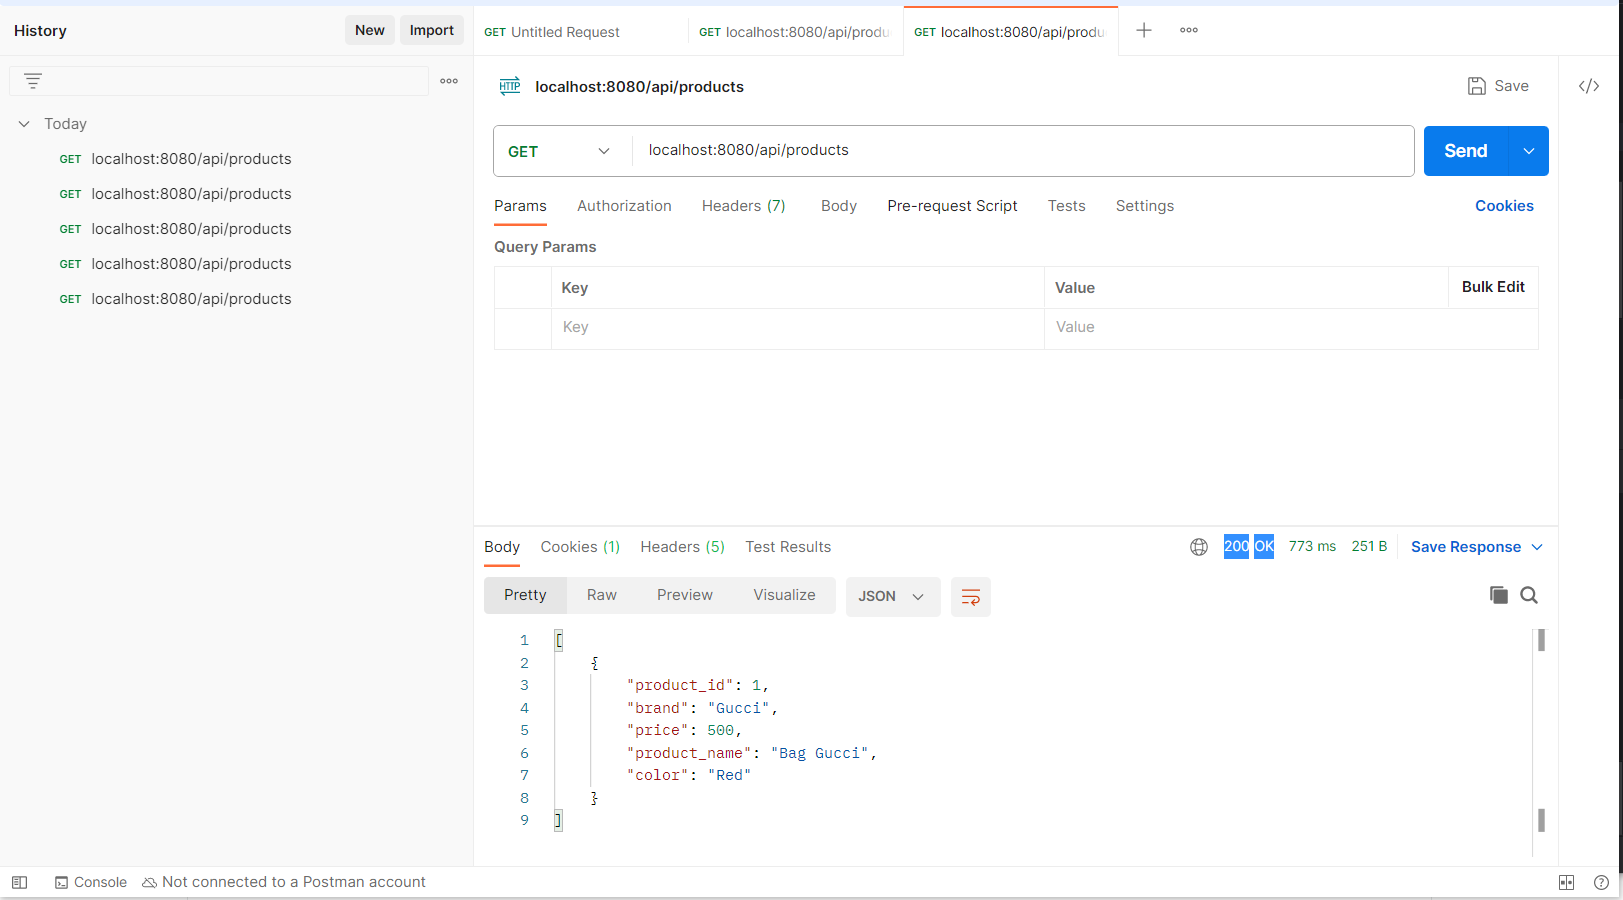 History
New
Import
GET Untitled Request
GET localhost:8080/api/produ
GET localhost:8080/api/produ
Today
GET localhost:8080/api/products
GET localhost:8080/api/products
GET localhost:8080/api/products
GET localhost:8080/api/products
GET localhost:8080/api/products
HTTP localhost:8080/api/products
Save
</>
GET localhost:8080/api/products
Send
Params Authorization Headers (7) Body Pre-request Script Tests Settings Cookies
Query Params
Key Value Bulk Edit
Key Value
Body Cookies (1) Headers (5) Test Results 200 OK 773 ms 251 B Save Response
Pretty Raw Preview Visualize JSON
1 [
2 {
3 "product_id": 1,
4 "brand": "Gucci",
5 "price": 500,
6 "product_name": "Bag Gucci",
7 "color": "Red"
8 }
9 ]
Console Not connected to a Postman account